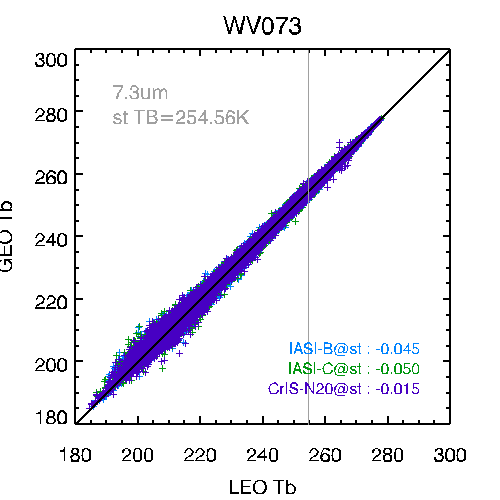 WV073
300
7.3um
st TB=254.56K
280
260
240
220
200
180
GEO Tb
IASI-B@st : -0.045
IASI-C@st : -0.050
CrIS-N20@st : -0.015
180 200 220 240 260 280 300
LEO Tb